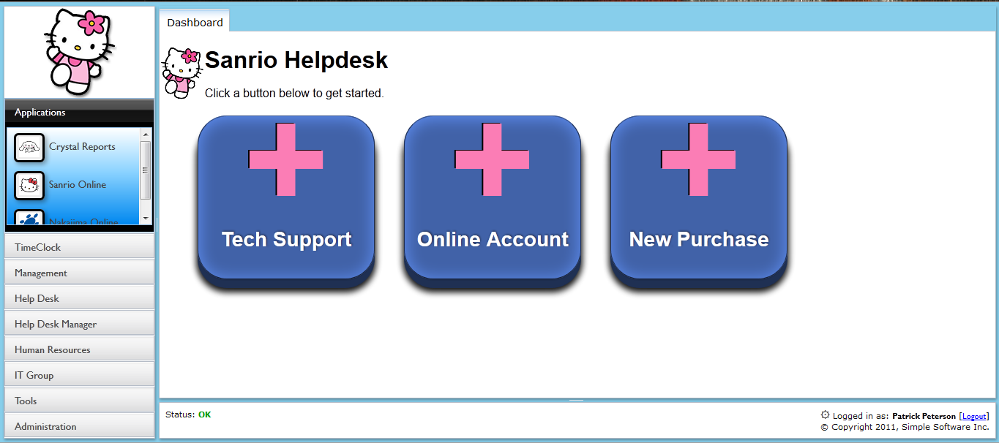 Dashboard
Sanrio Helpdesk
Click a button below to get started.
Applications
Crystal Reports
Sanrio Online
Nakajima Online
TimeClock
Management
Help Desk
Help Desk Manager
Human Resources
IT Group
Tools
Administration
Tech Support
Online Account
New Purchase
Status: OK
Logged in as: Patrick Peterson [Logout]
© Copyright 2011, Simple Software Inc.